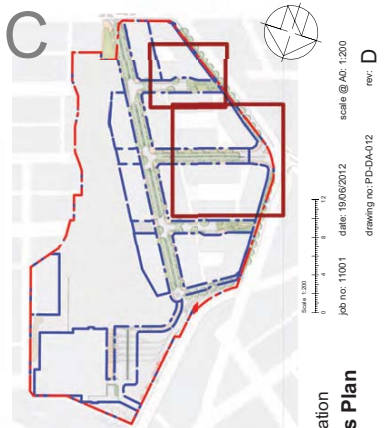 C
Scale 1:200
0 4 8 12
ation
s Plan
job no: 11001 date: 19/06/2012 scale @ A0: 1:200
drawing no: PD-DA-012 rev: D